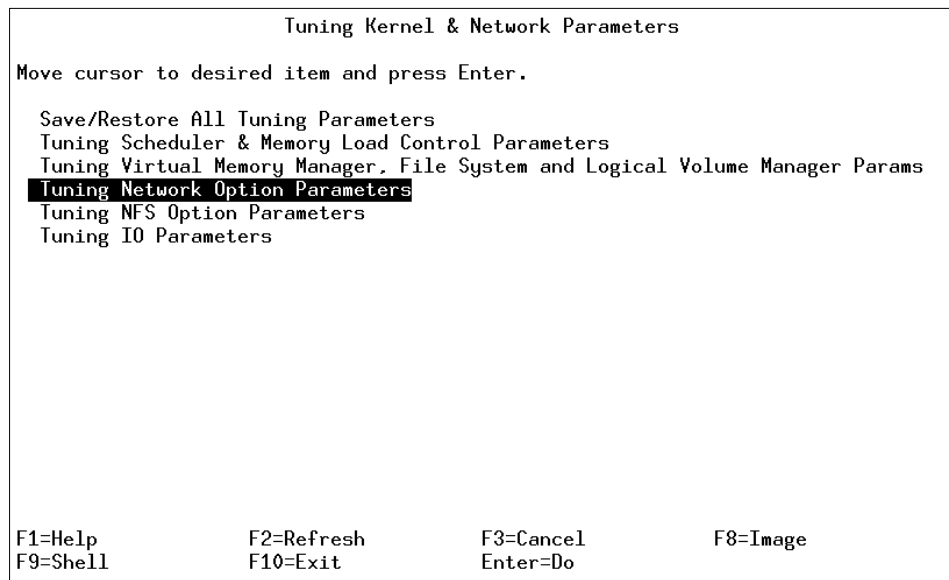 Tuning Kernel & Network Parameters
Move cursor to desired item and press Enter.
Save/Restore All Tuning Parameters
Tuning Scheduler & Memory Load Control Parameters
Tuning Virtual Memory Manager, File System and Logical Volume Manager Params
Tuning Network Option Parameters
Tuning NFS Option Parameters
Tuning IO Parameters
F1=Help F2=Refresh F3=Cancel F8=Image
F9=Shell F10=Exit Enter=Do